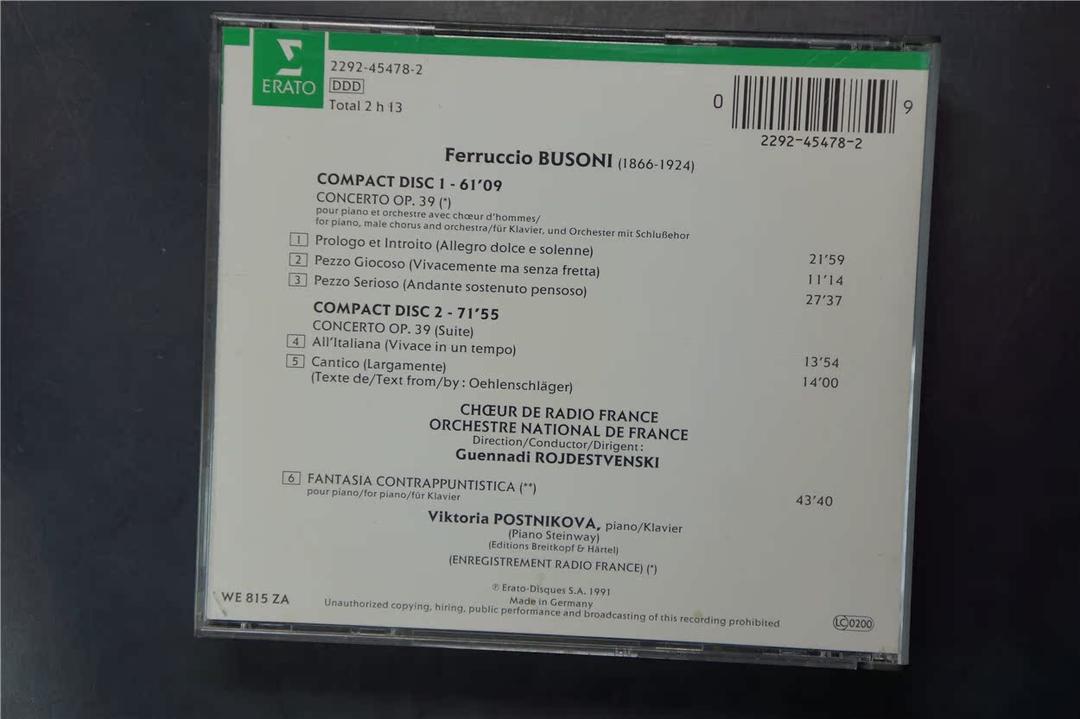 ERATO
2292-45478-2
DDD
Total 2 h 13
0 9
2292-45478-2
Ferruccio BUSONI (1866-1924)
COMPACT DISC 1 - 61'09
CONCERTO OP. 39 (*)
pour piano et orchestre avec chœur d'hommes/
for piano, male chorus and orchestra/für Klavier, und Orchester mit Schlußehor
1 Prologo et Introito (Allegro dolce e solenne) 21'59
2 Pezzo Giocoso (Vivacemente ma senza fretta) 11'14
3 Pezzo Serioso (Andante sostenuto pensoso) 27'37
COMPACT DISC 2 - 71'55
CONCERTO OP. 39 (Suite)
4 All'Italiana (Vivace in un tempo) 13'54
5 Cantico (Largamente) 14'00
(Texte de/Text from/by : Oehlenschläger)
CHŒUR DE RADIO FRANCE
ORCHESTRE NATIONAL DE FRANCE
Direction/Conductor/Dirigent :
Guennadi ROJDESTVENSKI
6 FANTASIA CONTRAPPUNTISTICA (**) 43'40
pour piano/for piano/für Klavier
Viktoria POSTNIKOVA, piano/Klavier
(Piano Steinway)
(Editions Breitkopf & Härtel)
(ENREGISTREMENT RADIO FRANCE) (*)
℗ Erato-Disques S.A. 1991
Made in Germany
WE 815 ZA
Unauthorized copying, hiring, public performance and broadcasting of this recording prohibited
LC 0200